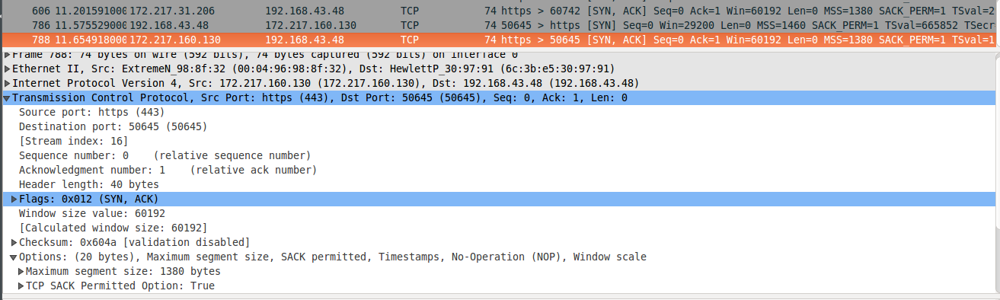 606 11.201591000 172.217.31.206 192.168.43.48 TCP 74 https > 60742 [SYN, ACK] Seq=0 Ack=1 Win=60192 Len=0 MSS=1380 SACK_PERM=1 TSval=2
786 11.575529000 192.168.43.48 172.217.160.130 TCP 74 50645 > https [SYN] Seq=0 Win=29200 Len=0 MSS=1460 SACK_PERM=1 TSval=665852 TSecr
788 11.654918000 172.217.160.130 192.168.43.48 TCP 74 https > 50645 [SYN, ACK] Seq=0 Ack=1 Win=60192 Len=0 MSS=1380 SACK_PERM=1 TSval=1
Frame 788: 74 bytes on wire (592 bits), 74 bytes captured (592 bits) on interface 0
Ethernet II, Src: ExtremeN_98:8f:32 (00:04:96:98:8f:32), Dst: HewlettP_30:97:91 (6c:3b:e5:30:97:91)
Internet Protocol Version 4, Src: 172.217.160.130 (172.217.160.130), Dst: 192.168.43.48 (192.168.43.48)
Transmission Control Protocol, Src Port: https (443), Dst Port: 50645 (50645), Seq: 0, Ack: 1, Len: 0
Source port: https (443)
Destination port: 50645 (50645)
[Stream index: 16]
Sequence number: 0 (relative sequence number)
Acknowledgment number: 1 (relative ack number)
Header length: 40 bytes
Flags: 0x012 (SYN, ACK)
Window size value: 60192
[Calculated window size: 60192]
Checksum: 0x604a [validation disabled]
Options: (20 bytes), Maximum segment size, SACK permitted, Timestamps, No-Operation (NOP), Window scale
Maximum segment size: 1380 bytes
TCP SACK Permitted Option: True